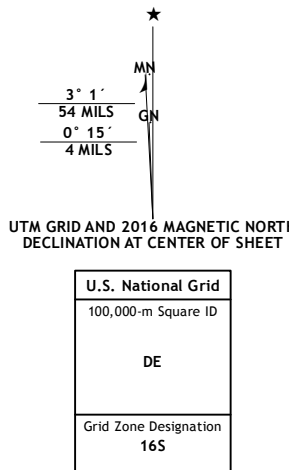 ★
MN
3° 1´
54 MILS
GN
0° 15´
4 MILS
UTM GRID AND 2016 MAGNETIC NORTH
DECLINATION AT CENTER OF SHEET
U.S. National Grid
100,000-m Square ID
DE
Grid Zone Designation
16S